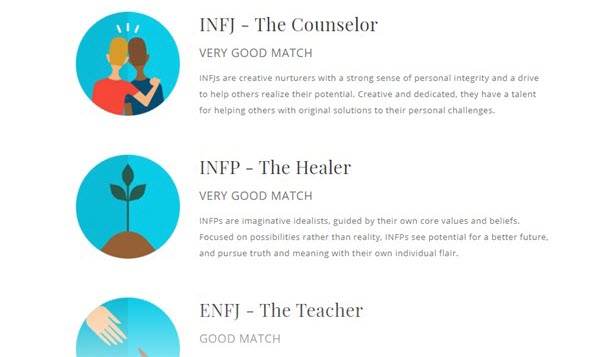 INFJ - The Counselor
VERY GOOD MATCH
INFJs are creative nurturers with a strong sense of personal integrity and a drive
to help others realize their potential. Creative and dedicated, they have a talent
for helping others with original solutions to their personal challenges.
INFP - The Healer
VERY GOOD MATCH
INFPs are imaginative idealists, guided by their own core values and beliefs.
Focused on possibilities rather than reality, INFPs see potential for a better future,
and pursue truth and meaning with their own individual flair.
ENFJ - The Teacher
GOOD MATCH